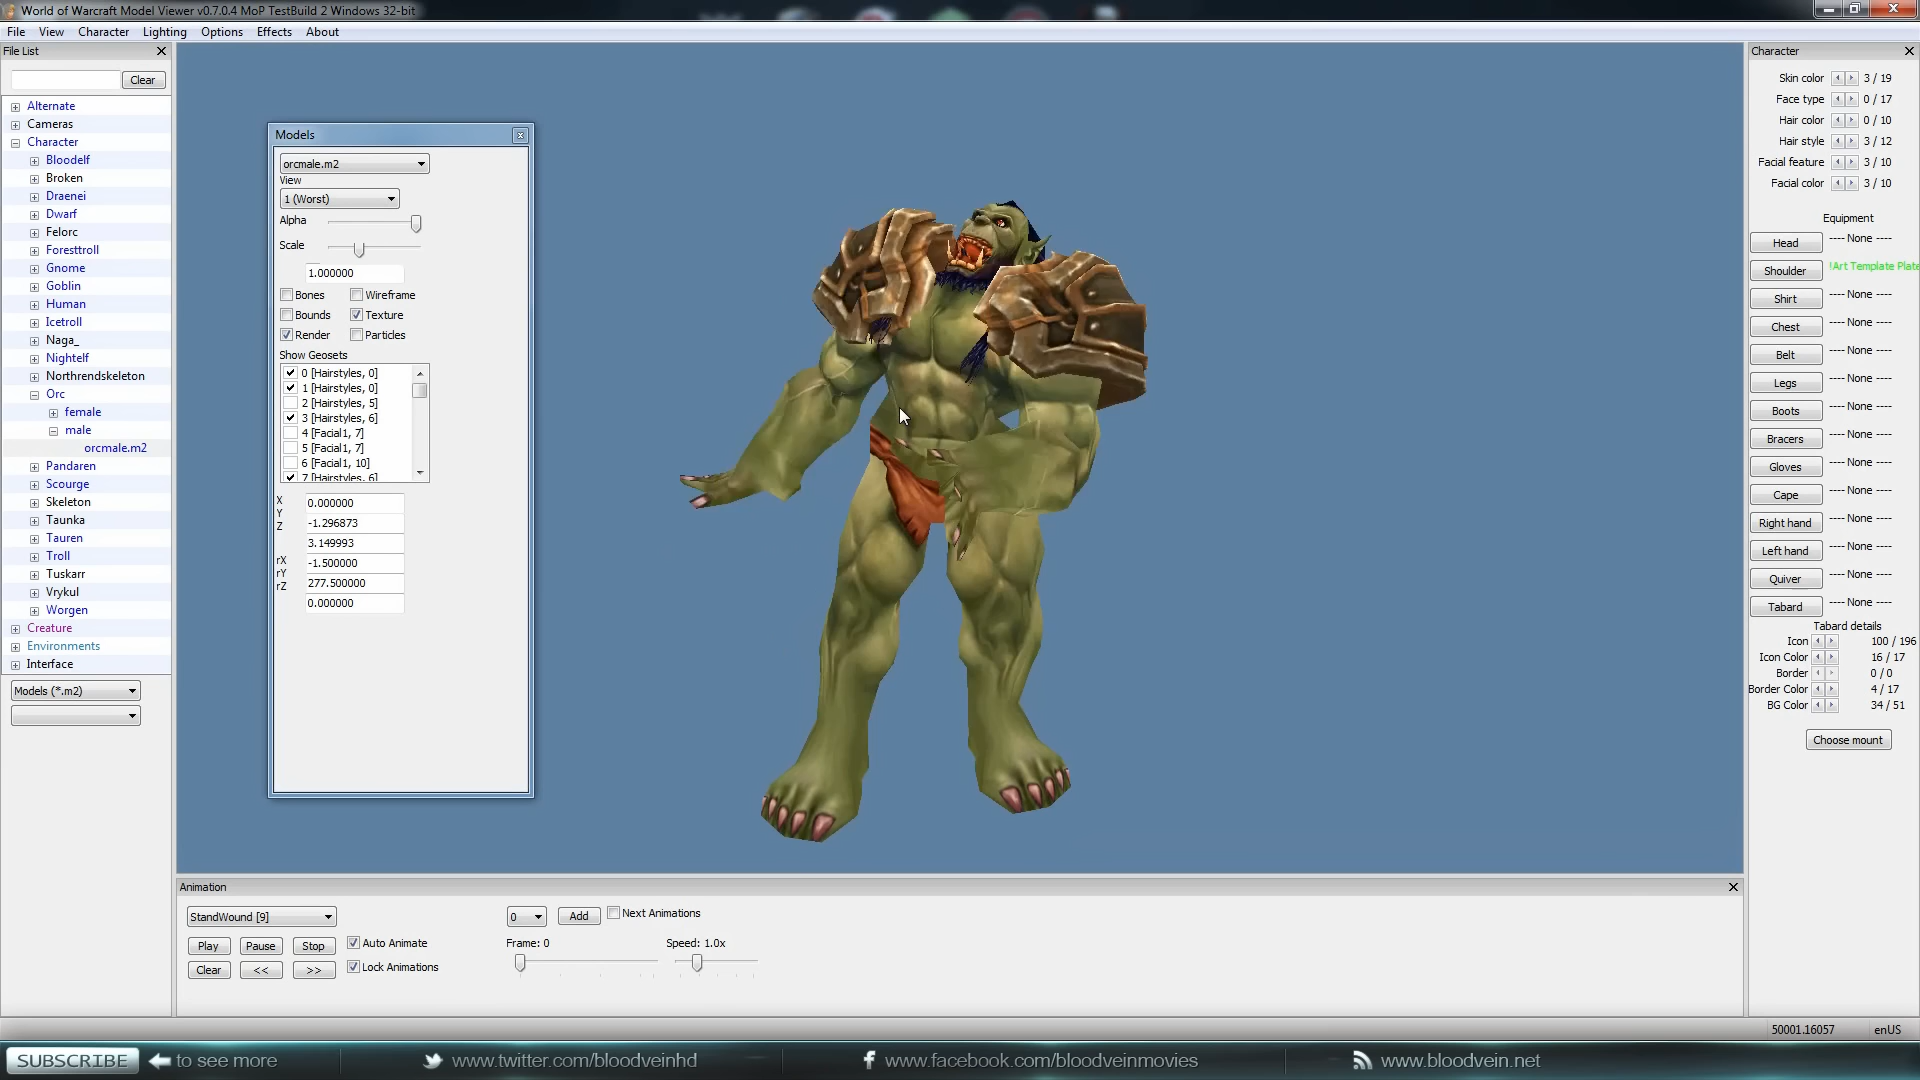 World of Warcraft Model Viewer v0.7.0.4 MoP TestBuild 2 Windows 32-bit
File View Character Lighting Options Effects About
File List
Clear
Alternate
Cameras
Character
Bloodelf
Broken
Draenei
Dwarf
Felorc
Foresttroll
Gnome
Goblin
Human
Icetroll
Naga_
Nightelf
Northrendskeleton
Orc
female
male
orcmale.m2
Pandaren
Scourge
Skeleton
Taunka
Tauren
Troll
Tuskarr
Vrykul
Worgen
Creature
Environments
Interface
Models (*.m2)
Models
orcmale.m2
View
1 (Worst)
Alpha
Scale
1.000000
Bones Wireframe
Bounds Texture
Render Particles
Show Geosets
0 [Hairstyles, 0]
1 [Hairstyles, 0]
2 [Hairstyles, 5]
3 [Hairstyles, 6]
4 [Facial1, 7]
5 [Facial1, 7]
6 [Facial1, 10]
7 [Hairstyles, 6]
X 0.000000
Y -1.296873
Z 3.149993
rX -1.500000
rY 277.500000
rZ 0.000000
Animation
StandWound [9] 0 Add Next Animations
Play Pause Stop Auto Animate Frame: 0 Speed: 1.0x
Clear << >> Lock Animations
Character
Skin color 3 / 19
Face type 0 / 17
Hair color 0 / 10
Hair style 3 / 12
Facial feature 3 / 10
Facial color 3 / 10
Equipment
Head ---- None ----
Shoulder !Art Template Plate
Shirt ---- None ----
Chest ---- None ----
Belt ---- None ----
Legs ---- None ----
Boots ---- None ----
Bracers ---- None ----
Gloves ---- None ----
Cape ---- None ----
Right hand ---- None ----
Left hand ---- None ----
Quiver ---- None ----
Tabard ---- None ----
Tabard details
Icon 100 / 196
Icon Color 16 / 17
Border 0 / 0
Border Color 4 / 17
BG Color 34 / 51
Choose mount
50001.16057 enUS
SUBSCRIBE to see more www.twitter.com/bloodveinhd www.facebook.com/bloodveinmovies www.bloodvein.net